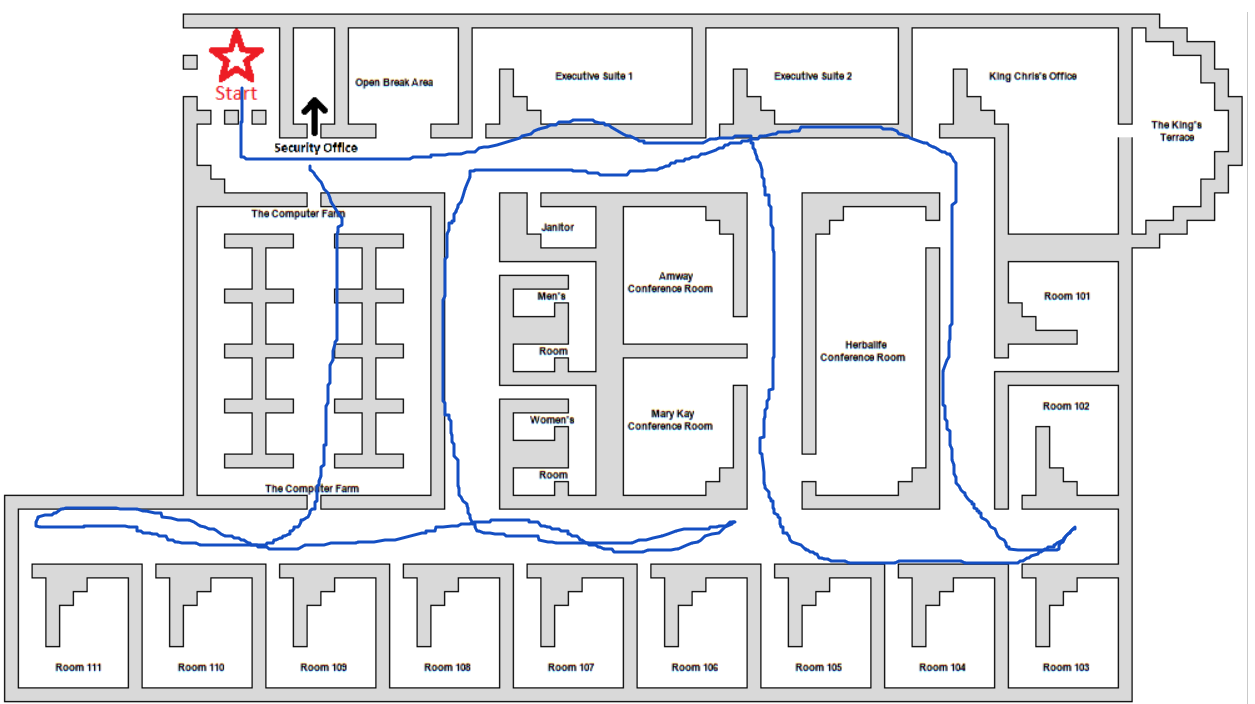 Start
Open Break Area
Executive Suite 1
Executive Suite 2
King Chris's Office
The King's
Terrace
Security Office
The Computer Farm
Janitor
Amway
Conference Room
Men's
Room
Room 101
Herbalife
Conference Room
Mary Kay
Conference Room
Women's
Room
Room 102
The Computer Farm
Room 111
Room 110
Room 109
Room 108
Room 107
Room 106
Room 105
Room 104
Room 103